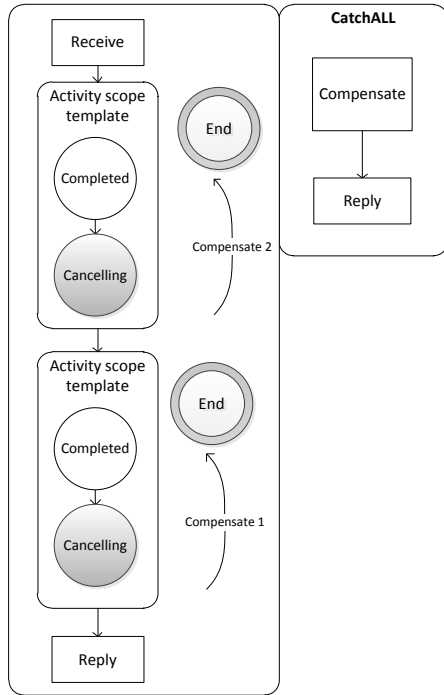 Receive
Activity scope
template
Completed
Cancelling
End
Compensate 2
Activity scope
template
Completed
Cancelling
End
Compensate 1
Reply
CatchALL
Compensate
Reply